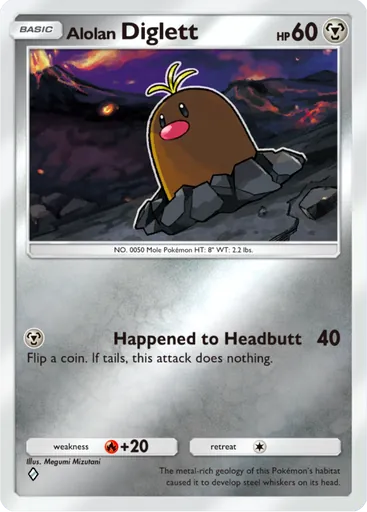 BASIC Alolan Diglett HP 60
NO. 0050 Mole Pokémon HT: 8" WT: 2.2 lbs.
Happened to Headbutt 40
Flip a coin. If tails, this attack does nothing.
weakness +20 retreat
Illus. Megumi Mizutani
The metal-rich geology of this Pokémon's habitat
caused it to develop steel whiskers on its head.